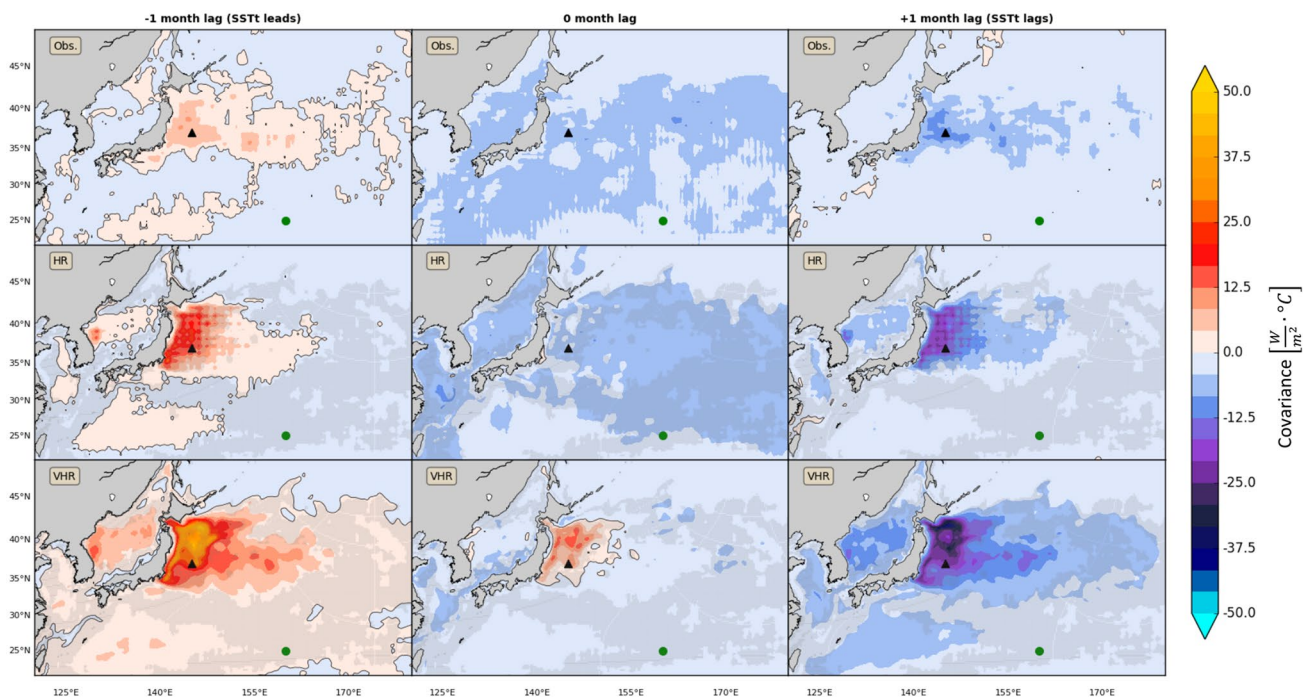 -1 month lag (SSTt leads)
0 month lag
+1 month lag (SSTt lags)
Obs.
Obs.
Obs.
45°N
40°N
35°N
30°N
25°N
HR
HR
HR
45°N
40°N
35°N
30°N
25°N
VHR
VHR
VHR
45°N
40°N
35°N
30°N
25°N
125°E 140°E 155°E 170°E 125°E 140°E 155°E 170°E 125°E 140°E 155°E 170°E
50.0
37.5
25.0
12.5
0.0
-12.5
-25.0
-37.5
-50.0
Covariance [W/m² · °C]